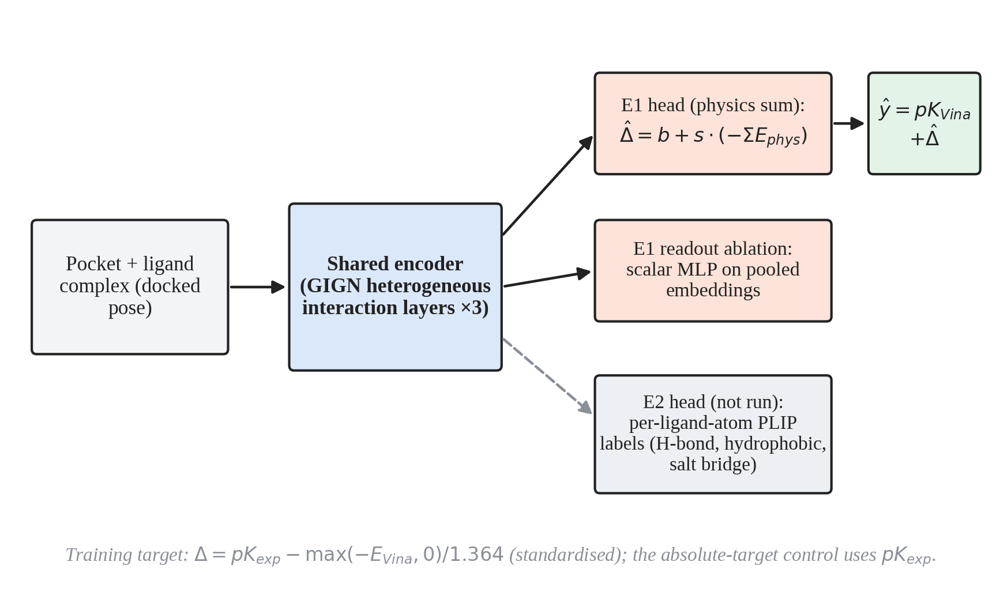 Pocket + ligand
complex (docked
pose)
Shared encoder
(GIGN heterogeneous
interaction layers ×3)
E1 head (physics sum):
Δ̂ = b + s · (−ΣE_phys)
ŷ = pK_Vina
+Δ̂
E1 readout ablation:
scalar MLP on pooled
embeddings
E2 head (not run):
per-ligand-atom PLIP
labels (H-bond, hydrophobic,
salt bridge)
Training target: Δ = pK_exp − max(−E_Vina, 0)/1.364 (standardised); the absolute-target control uses pK_exp.